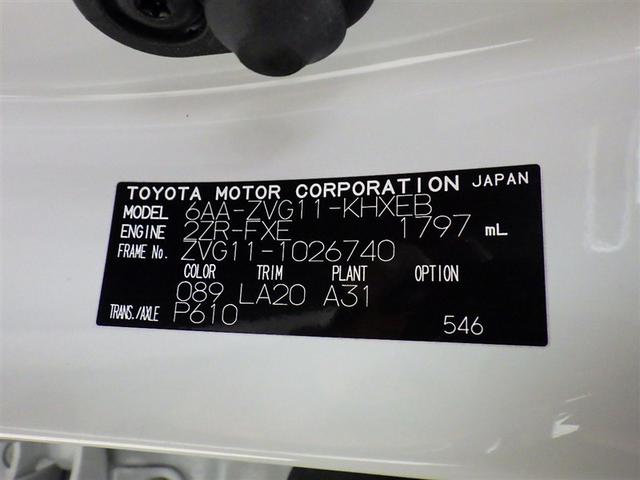 TOYOTA MOTOR CORPORATION JAPAN
MODEL 6AA-ZVG11-KHXEB
ENGINE 2ZR-FXE 1797 mL
FRAME No. ZVG11-1026740
COLOR TRIM PLANT OPTION
089 LA20 A31
TRANS./AXLE P610
546